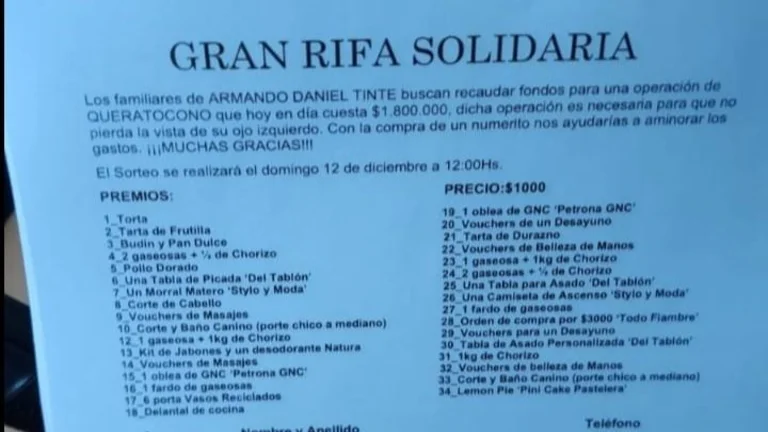 GRAN RIFA SOLIDARIA
Los familiares de ARMANDO DANIEL TINTE buscan recaudar fondos para una operación de
QUERATOCONO que hoy en día cuesta $1.800.000, dicha operación es necesaria para que no
pierda la vista de su ojo izquierdo. Con la compra de un numerito nos ayudarías a aminorar los
gastos. ¡¡¡MUCHAS GRACIAS!!!
El Sorteo se realizará el domingo 12 de diciembre a 12:00Hs.
PREMIOS:
1_Torta
2_Tarta de Frutilla
3_Budin y Pan Dulce
4_2 gaseosas + ½ de Chorizo
5_Pollo Dorado
6_Una Tabla de Picada 'Del Tablón'
7_Un Morral Matero 'Stylo y Moda'
8_Corte de Cabello
9_Vouchers de Masajes
10_Corte y Baño Canino (porte chico a mediano)
12_1 gaseosa + 1kg de Chorizo
13_Kit de Jabones y un desodorante Natura
14_Vouchers de Masajes
15_1 oblea de GNC 'Petrona GNC'
16_1 fardo de gaseosas
17_6 porta Vasos Reciclados
18_Delantal de cocina
PRECIO:$1000
19_1 oblea de GNC 'Petrona GNC'
20_Vouchers de un Desayuno
21_Tarta de Durazno
22_Vouchers de Belleza de Manos
23_1 gaseosa + 1kg de Chorizo
24_2 gaseosas + ½ de Chorizo
25_Una Tabla para Asado 'Del Tablón'
26_Una Camiseta de Ascenso 'Stylo y Moda'
27_1 fardo de gaseosas
28_Orden de compra por $3000 'Todo Fiambre'
29_Vouchers para un Desayuno
30_Tabla de Asado Personalizada 'Del Tablón'
31_1kg de Chorizo
32_Vouchers de belleza de Manos
33_Corte y Baño Canino (porte chico a mediano)
34_Lemon Pie 'Pini Cake Pastelera'
Nombre y Apellido
Teléfono